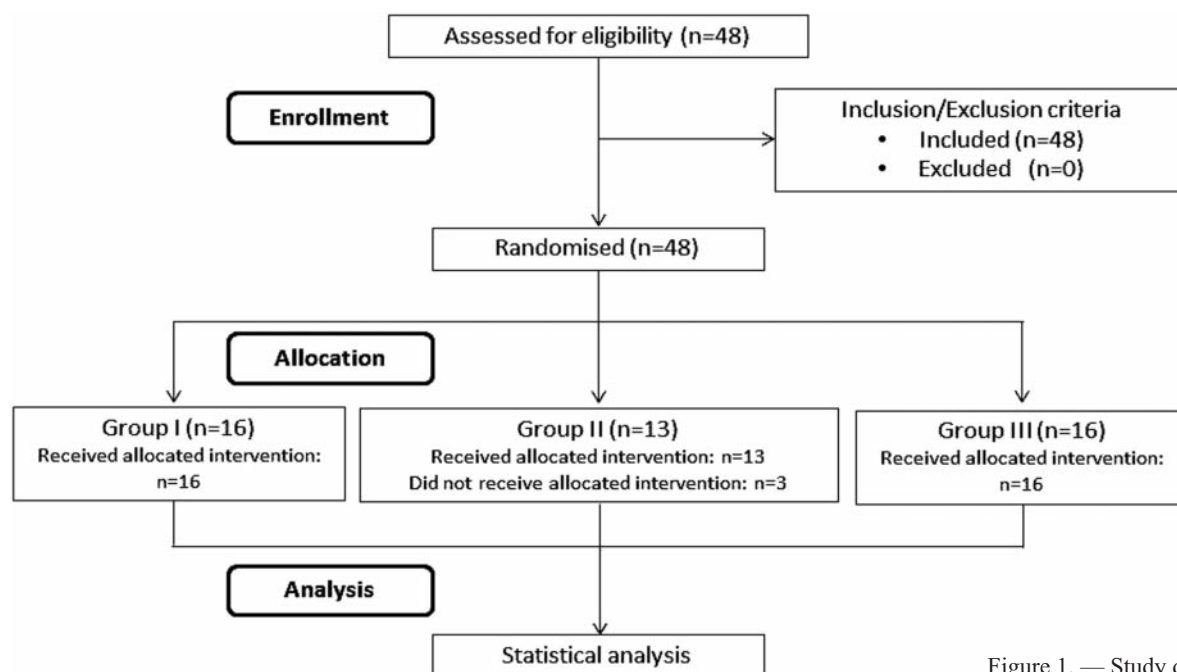 Assessed for eligibility (n=48)
Enrollment
Inclusion/Exclusion criteria
• Included (n=48)
• Excluded (n=0)
Randomised (n=48)
Allocation
Group I (n=16)
Received allocated intervention:
n=16
Group II (n=13)
Received allocated intervention: n=13
Did not receive allocated intervention: n=3
Group III (n=16)
Received allocated intervention:
n=16
Analysis
Statistical analysis
Figure 1. — Study